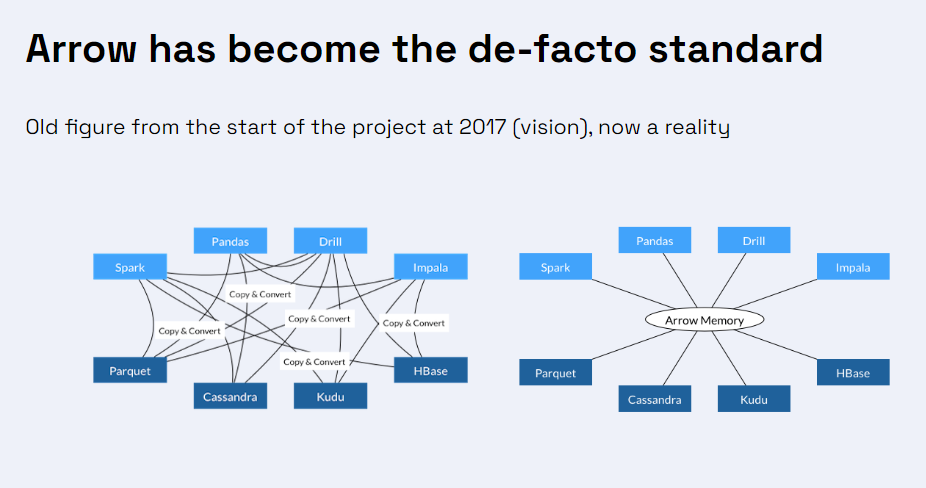 Arrow has become the de-facto standard
Old figure from the start of the project at 2017 (vision), now a reality
Pandas
Drill
Spark
Impala
Copy & Convert
Copy & Convert
Copy & Convert
Copy & Convert
Copy & Convert
Parquet
HBase
Cassandra
Kudu
Pandas
Drill
Spark
Impala
Arrow Memory
Parquet
HBase
Cassandra
Kudu